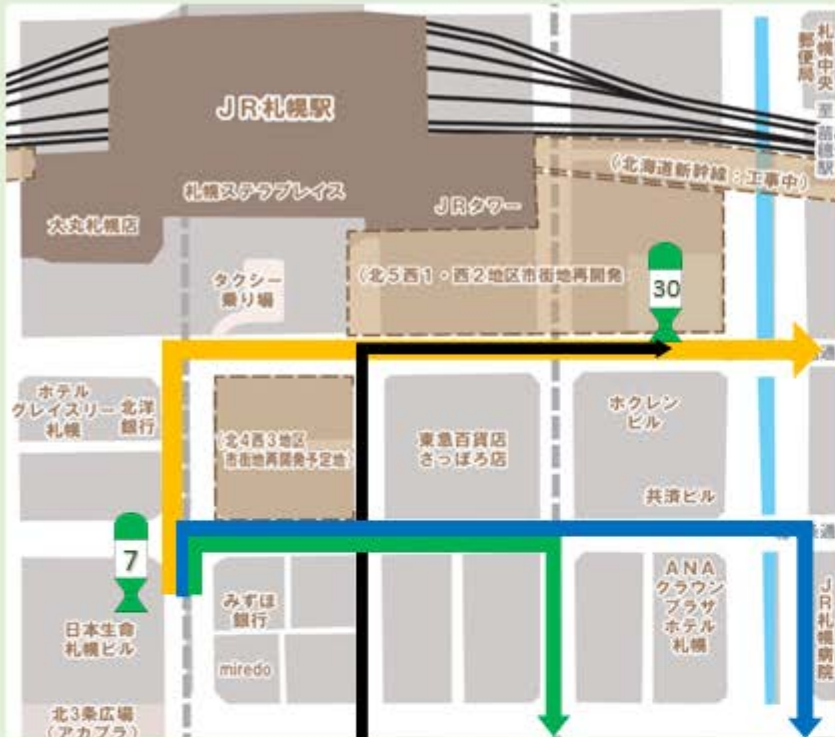 JR札幌駅
札幌中央
郵便局
至
苗穂駅
(北海道新幹線:工事中)
札幌ステラプレイス
JRタワー
大丸札幌店
タクシー
乗り場
(北5西1・西2地区市街地再開発
30
ホテル
グレイスリー
札幌
北洋
銀行
(北4西3地区
市街地再開発予定地)
東急百貨店
さっぽろ店
ホクレン
ビル
共済ビル
7
日本生命
札幌ビル
みずほ
銀行
miredo
ANA
クラウン
プラザ
ホテル
札幌
JR札幌病院
北3条広場
(アカプラ)
条通